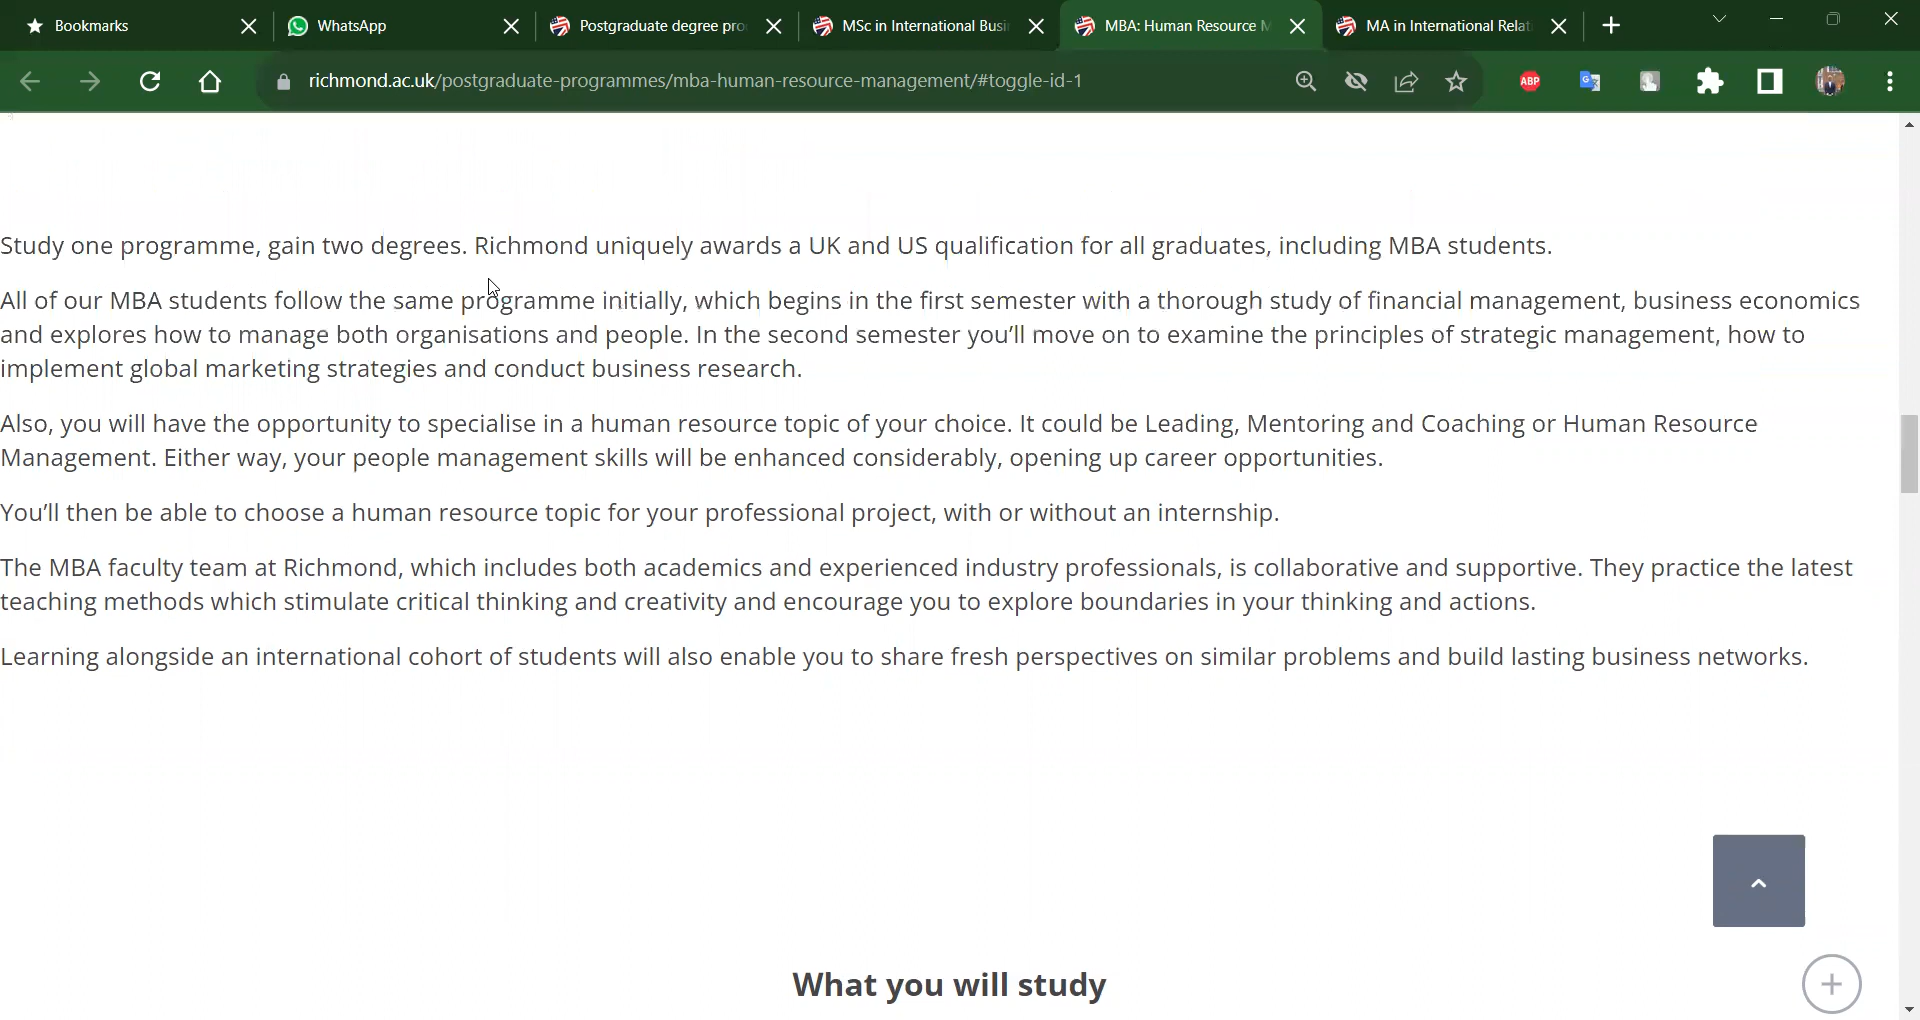 Bookmarks
WhatsApp
Postgraduate degree pro
MSc in International Busi
MBA: Human Resource M
MA in International Relat
richmond.ac.uk/postgraduate-programmes/mba-human-resource-management/#toggle-id-1
ABP
Study one programme, gain two degrees. Richmond uniquely awards a UK and US qualification for all graduates, including MBA students.
All of our MBA students follow the same programme initially, which begins in the first semester with a thorough study of financial management, business economics
and explores how to manage both organisations and people. In the second semester you’ll move on to examine the principles of strategic management, how to
implement global marketing strategies and conduct business research.
Also, you will have the opportunity to specialise in a human resource topic of your choice. It could be Leading, Mentoring and Coaching or Human Resource
Management. Either way, your people management skills will be enhanced considerably, opening up career opportunities.
You’ll then be able to choose a human resource topic for your professional project, with or without an internship.
The MBA faculty team at Richmond, which includes both academics and experienced industry professionals, is collaborative and supportive. They practice the latest
teaching methods which stimulate critical thinking and creativity and encourage you to explore boundaries in your thinking and actions.
Learning alongside an international cohort of students will also enable you to share fresh perspectives on similar problems and build lasting business networks.
What you will study